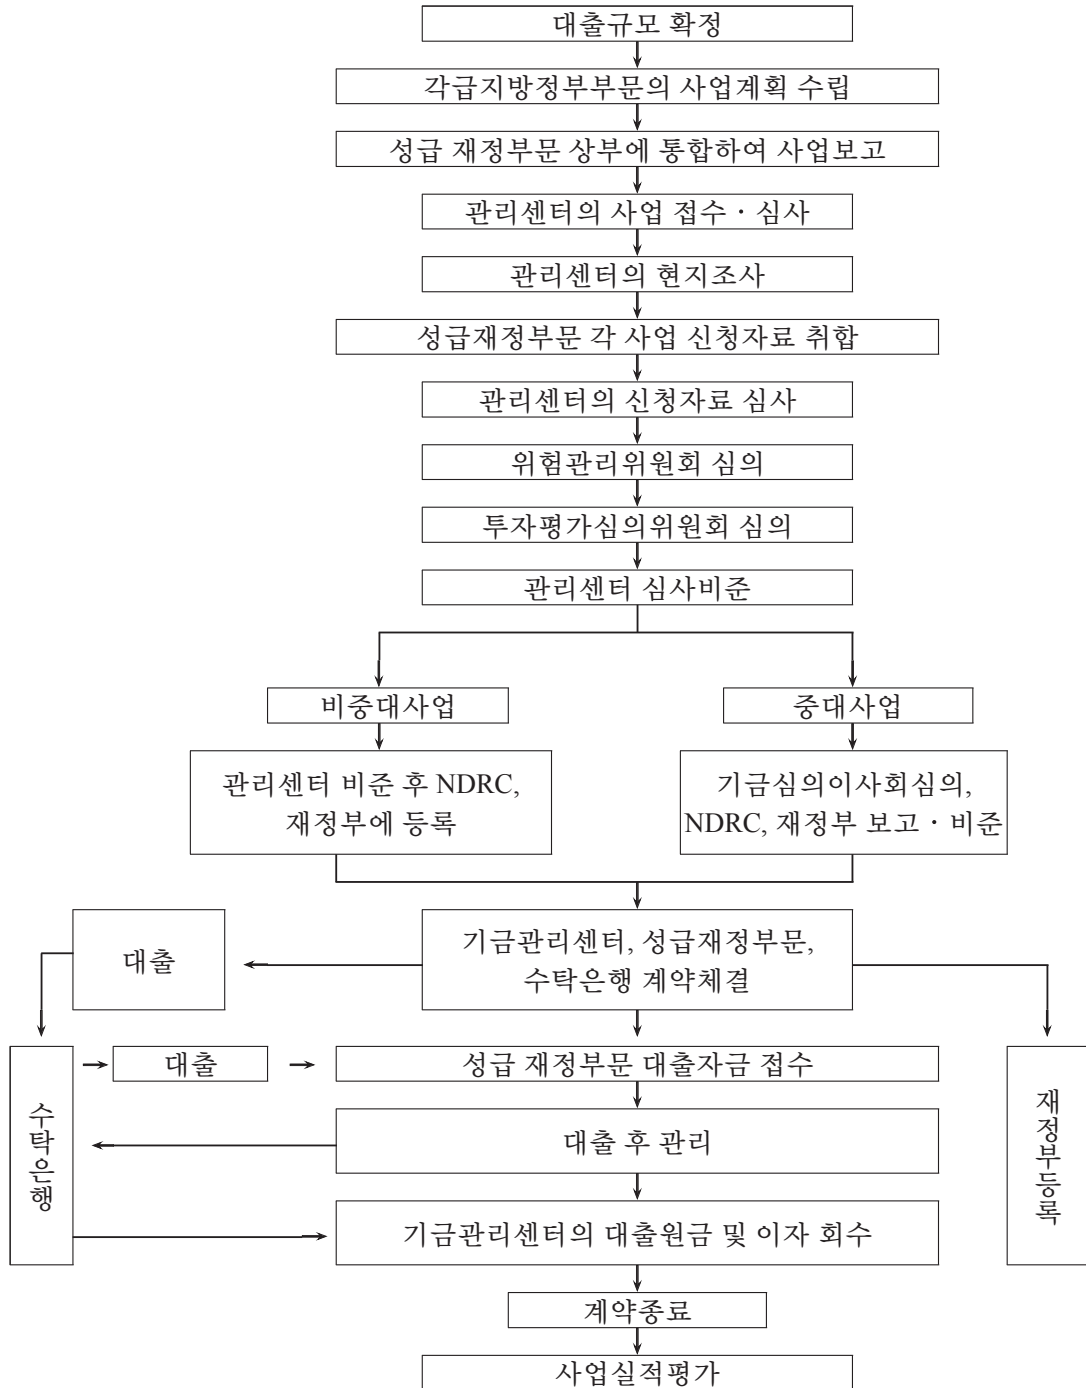 대출규모 확정
각급지방정부부문의 사업계획 수립
성급 재정부문 상부에 통합하여 사업보고
관리센터의 사업 접수 · 심사
관리센터의 현지조사
성급재정부문 각 사업 신청자료 취합
관리센터의 신청자료 심사
위험관리위원회 심의
투자평가심의위원회 심의
관리센터 심사비준
비중대사업
중대사업
관리센터 비준 후 NDRC,
재정부에 등록
기금심의이사회심의,
NDRC, 재정부 보고 · 비준
대출
기금관리센터, 성급재정부문,
수탁은행 계약체결
수탁은행
대출
성급 재정부문 대출자금 접수
재정부등록
대출 후 관리
기금관리센터의 대출원금 및 이자 회수
계약종료
사업실적평가